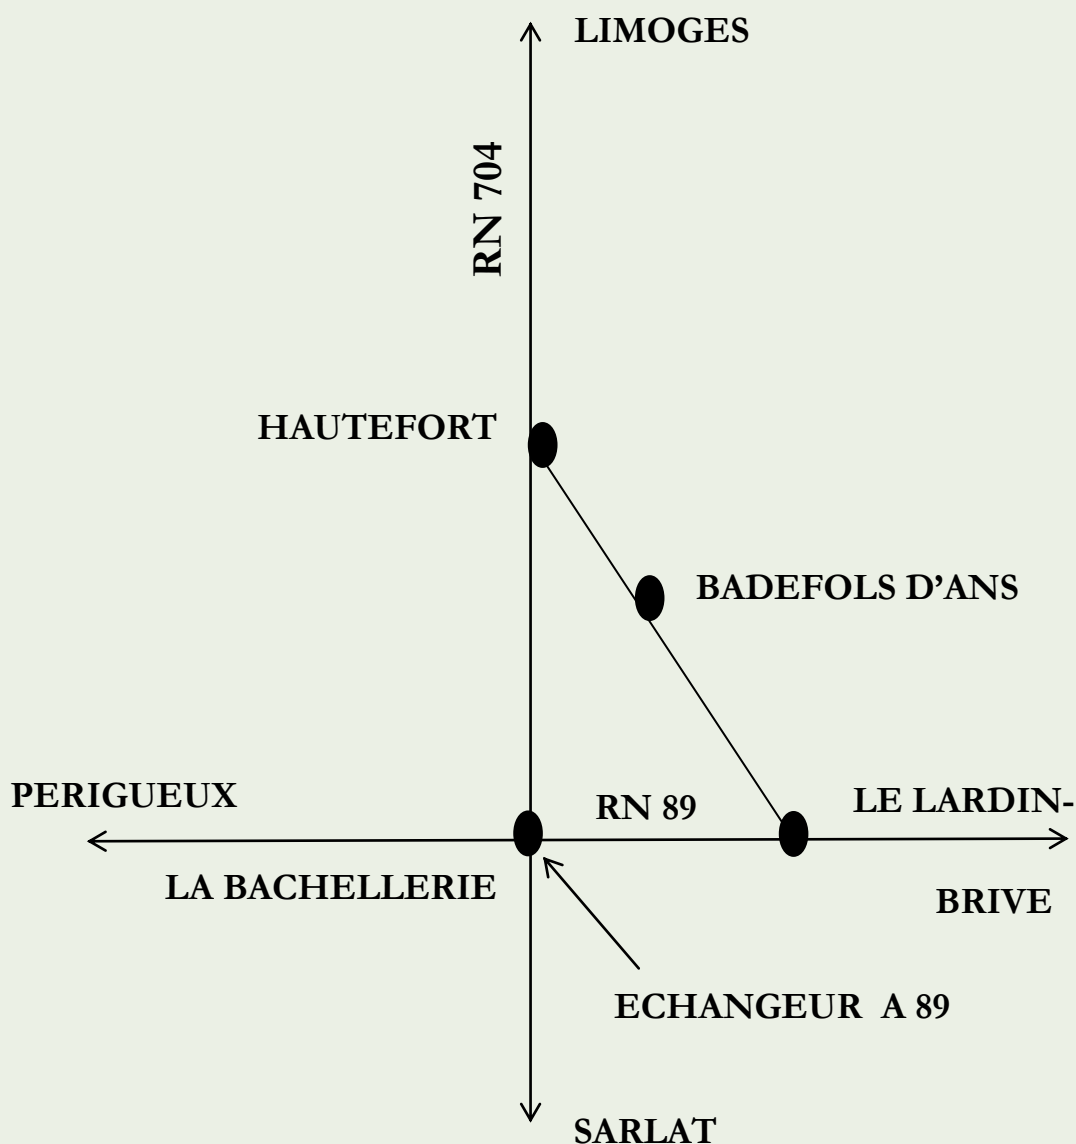 LIMOGES
RN 704
HAUTEFORT
BADEFOLS D’ANS
PERIGUEUX
RN 89
LE LARDIN-
LA BACHELLERIE
BRIVE
ECHANGEUR A 89
SARLAT